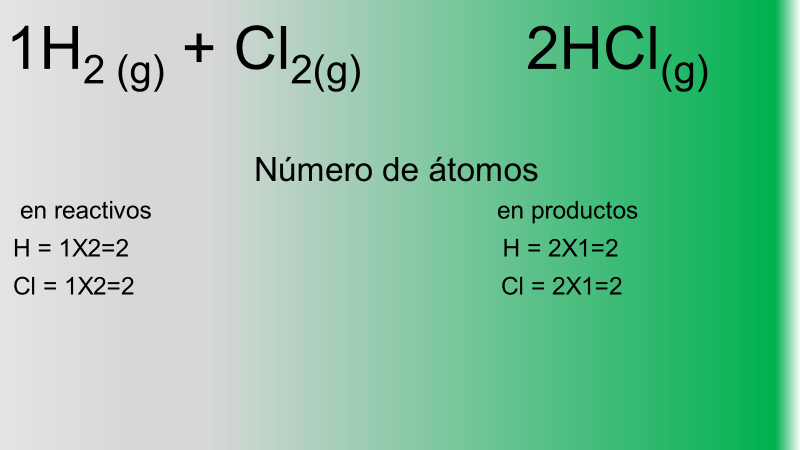 1H₂ (g) + Cl₂(g) 2HCl(g)
Número de átomos
en reactivos en productos
H = 1X2=2 H = 2X1=2
Cl = 1X2=2 Cl = 2X1=2